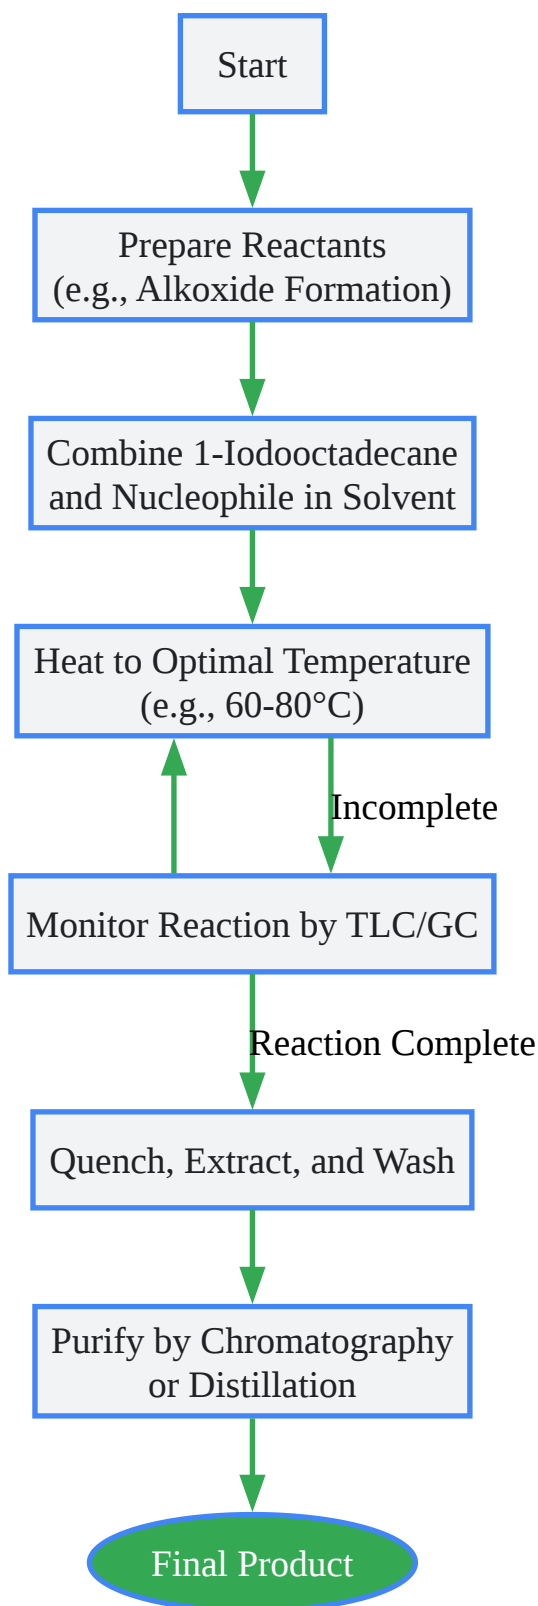 Start
Prepare Reactants
(e.g., Alkoxide Formation)
Combine 1-Iodooctadecane
and Nucleophile in Solvent
Heat to Optimal Temperature
(e.g., 60-80°C)
Incomplete
Monitor Reaction by TLC/GC
Reaction Complete
Quench, Extract, and Wash
Purify by Chromatography
or Distillation
Final Product